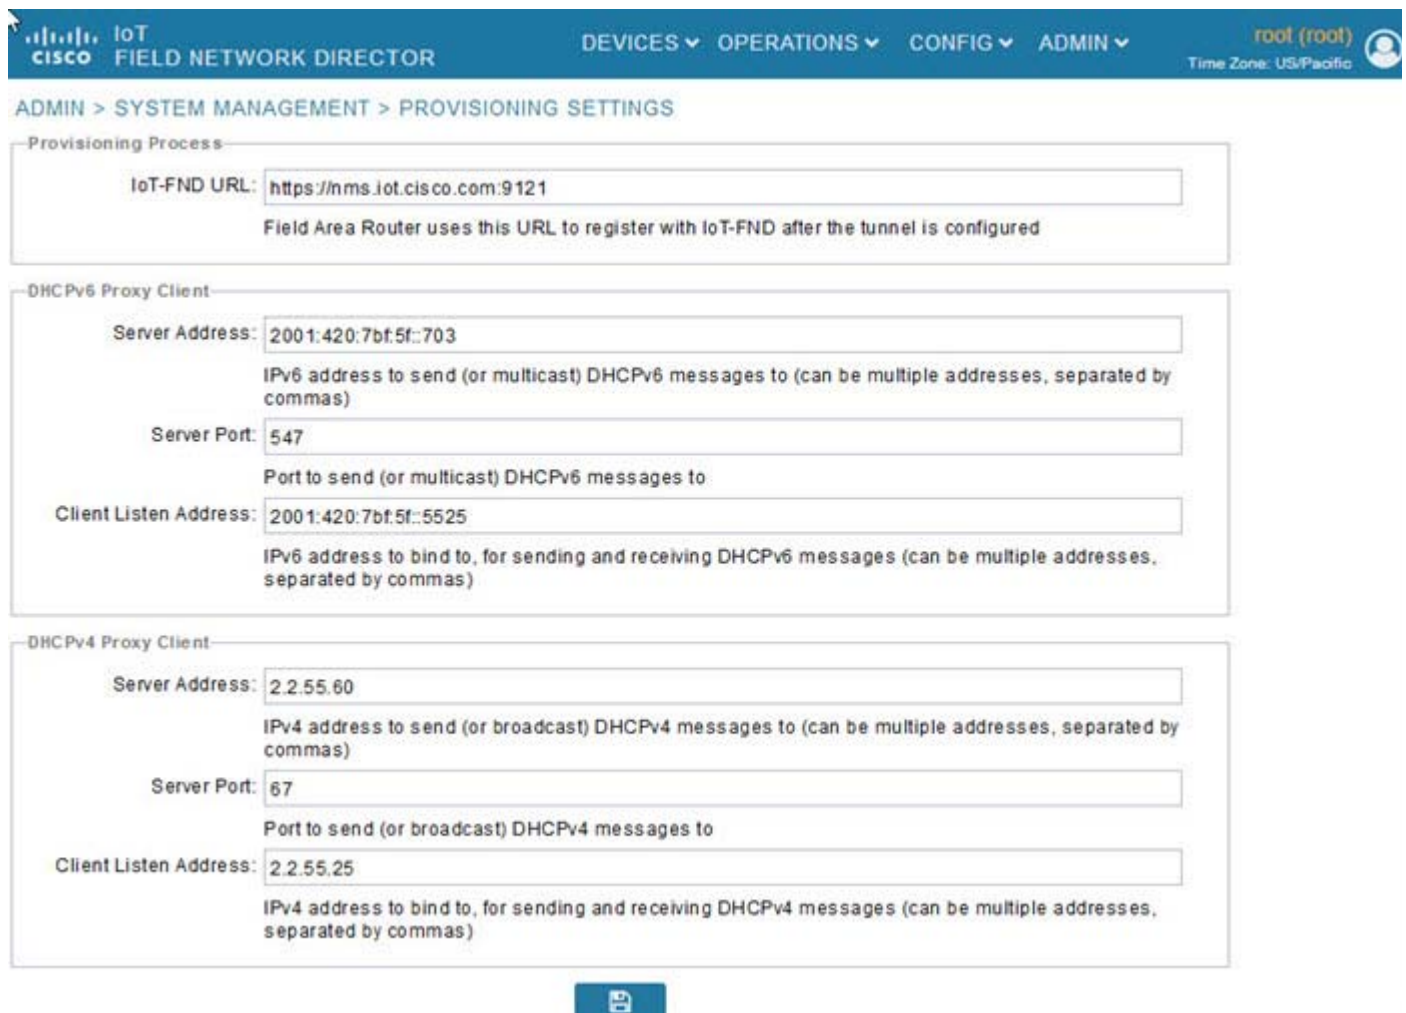 IoT
CISCO FIELD NETWORK DIRECTOR
DEVICES OPERATIONS CONFIG ADMIN
root (root)
Time Zone: US/Pacific
ADMIN > SYSTEM MANAGEMENT > PROVISIONING SETTINGS
Provisioning Process
IoT-FND URL: https://nms.iot.cisco.com:9121
Field Area Router uses this URL to register with IoT-FND after the tunnel is configured
DHCPv6 Proxy Client
Server Address: 2001:420:7bf:5f::703
IPv6 address to send (or multicast) DHCPv6 messages to (can be multiple addresses, separated by
commas)
Server Port: 547
Port to send (or multicast) DHCPv6 messages to
Client Listen Address: 2001:420:7bf:5f::5525
IPv6 address to bind to, for sending and receiving DHCPv6 messages (can be multiple addresses,
separated by commas)
DHCPv4 Proxy Client
Server Address: 2.2.55.60
IPv4 address to send (or broadcast) DHCPv4 messages to (can be multiple addresses, separated by
commas)
Server Port: 67
Port to send (or broadcast) DHCPv4 messages to
Client Listen Address: 2.2.55.25
IPv4 address to bind to, for sending and receiving DHCPv4 messages (can be multiple addresses,
separated by commas)